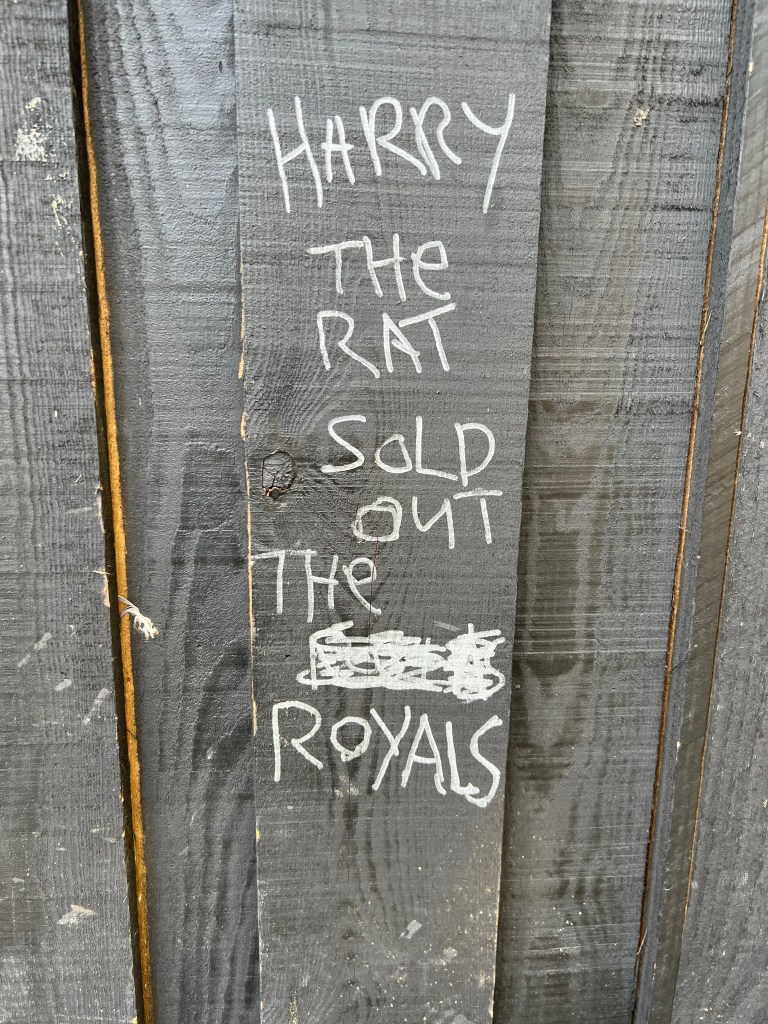 HARRY
THe
RAT
SOLD
OUT
THe
ROYALS